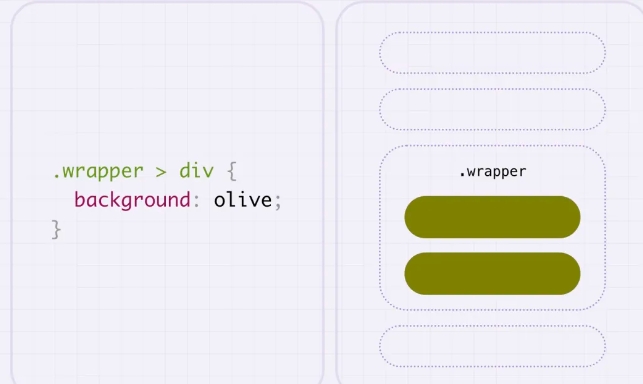 .wrapper > div {
  background: olive;
}
.wrapper